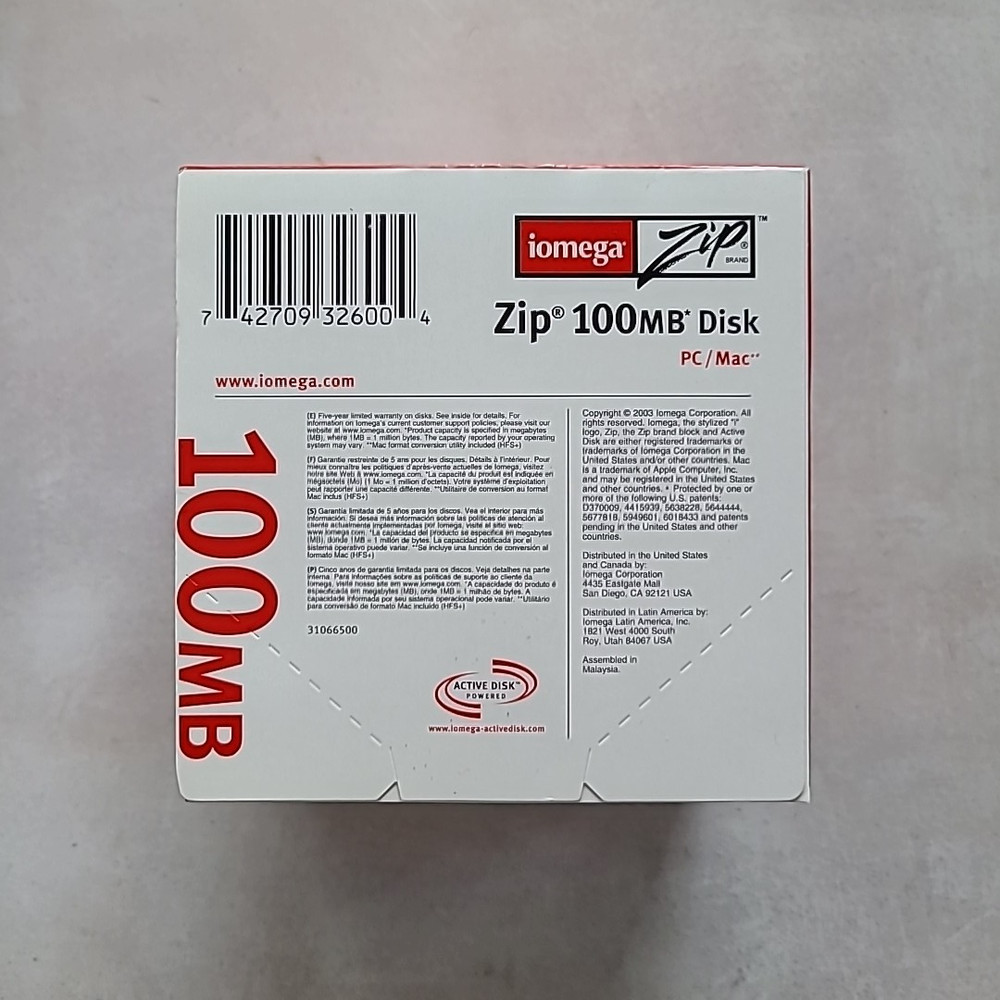 7 42709 32600 4
iomega® Zip® ™
BRAND
Zip® 100MB* Disk
PC/Mac**
www.iomega.com
100MB
(E) Five-year limited warranty on disks. See inside for details. For
information on Iomega's current customer support policies, please visit our
website at www.iomega.com. *Product capacity is specified in megabytes
(MB), where 1MB = 1 million bytes. The capacity reported by your operating
system may vary. **Mac format conversion utility included (HFS+)
(F) Garantie restreinte de 5 ans pour les disques. Détails à l'intérieur. Pour
mieux connaître les politiques d'après-vente actuelles de Iomega, visitez
notre site Web à www.iomega.com. *La capacité du produit est indiquée en
mégaoctets (Mo) (1 Mo = 1 million d'octets). Votre système d'exploitation
peut rapporter une capacité différente. **Utilitaire de conversion au format
Mac inclus (HFS+)
(S) Garantía limitada de 5 años para los discos. Vea el interior para más
información. Si desea más información sobre las políticas de atención al
cliente actualmente implementadas por Iomega, visite el sitio web:
www.iomega.com. *La capacidad del producto se especifica en megabytes
(MB), donde 1MB = 1 millón de bytes. La capacidad notificada por el
sistema operativo puede variar. **Se incluye una función de conversión al
formato Mac (HFS+)
(P) Cinco anos de garantia limitada para os discos. Veja detalhes na parte
interna. Para informações sobre as políticas de suporte ao cliente da
Iomega, visite nosso site em www.iomega.com. *A capacidade do produto é
especificada em megabytes (MB), onde 1MB = 1 milhão de bytes. A
capacidade informada por seu sistema operacional pode variar. **Utilitário
para conversão de formato Mac incluído (HFS+)
31066500
ACTIVE DISK™
POWERED
www.iomega-activedisk.com
Copyright © 2003 Iomega Corporation. All
rights reserved. Iomega, the stylized "i"
logo, Zip, the Zip brand block and Active
Disk are either registered trademarks or
trademarks of Iomega Corporation in the
United States and/or other countries. Mac
is a trademark of Apple Computer, Inc.
and may be registered in the United States
and other countries. • Protected by one or
more of the following U.S. patents:
D370009, 4415939, 5638228, 5644444,
5677818, 5949601, 6018433 and patents
pending in the United States and other
countries.
Distributed in the United States
and Canada by:
Iomega Corporation
4435 Eastgate Mall
San Diego, CA 92121 USA
Distributed in Latin America by:
Iomega Latin America, Inc.
1821 West 4000 South
Roy, Utah 84067 USA
Assembled in
Malaysia.